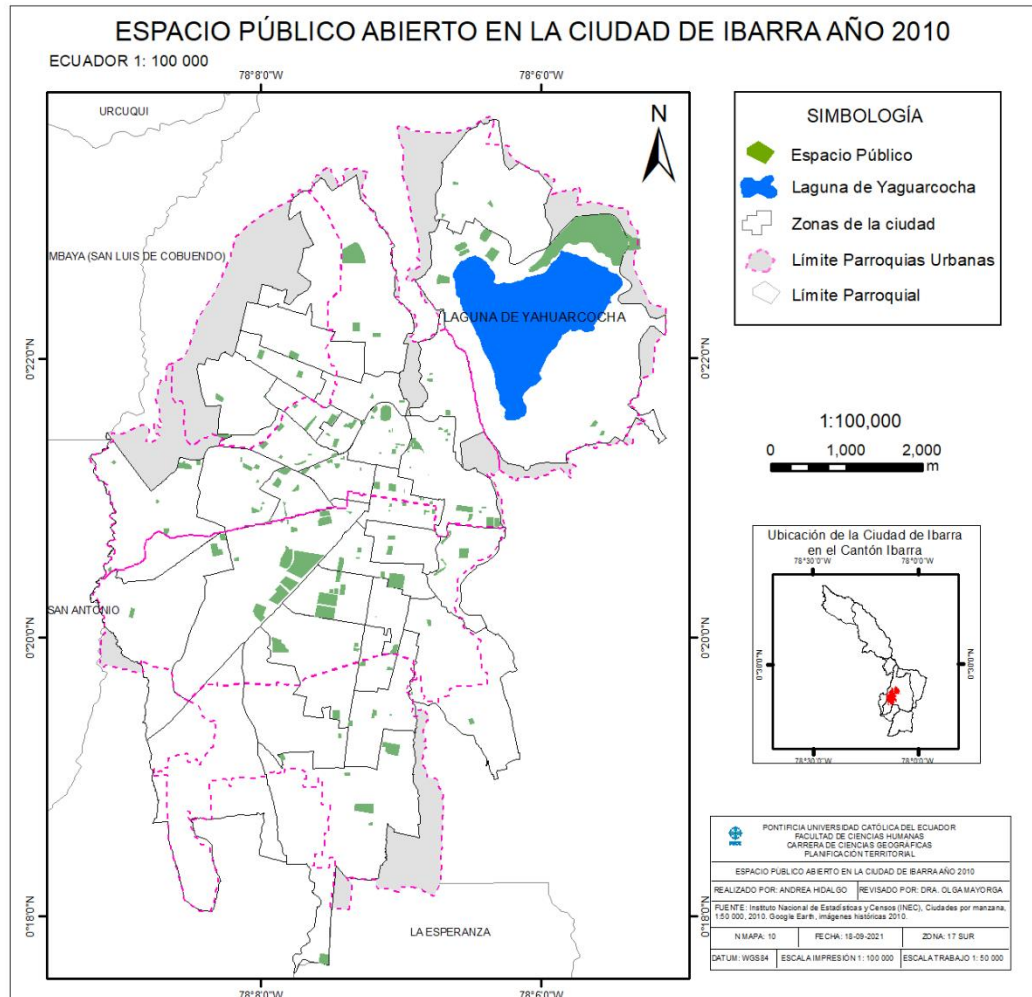 ESPACIO PÚBLICO ABIERTO EN LA CIUDAD DE IBARRA AÑO 2010
ECUADOR 1: 100 000
78°8'0"W
78°6'0"W
URCUQUI
N
MBAYA (SAN LUIS DE COBUENDO)
LAGUNA DE YAHUARCOCHA
0°22'0"N
0°22'0"N
SAN ANTONIO
0°20'0"N
0°20'0"N
0°18'0"N
0°18'0"N
LA ESPERANZA
78°8'0"W
78°6'0"W
SIMBOLOGÍA
Espacio Público
Laguna de Yaguarcocha
Zonas de la ciudad
Límite Parroquias Urbanas
Límite Parroquial
1:100,000
0 1,000 2,000
m
Ubicación de la Ciudad de Ibarra
en el Cantón Ibarra
78°30'0"W
78°0'0"W
0°30'0"N
0°30'0"N
78°30'0"W
78°0'0"W
PONTIFICIA UNIVERSIDAD CATÓLICA DEL ECUADOR
FACULTAD DE CIENCIAS HUMANAS
CARRERA DE CIENCIAS GEOGRÁFICAS
PLANIFICACIÓN TERRITORIAL
ESPACIO PÚBLICO ABIERTO EN LA CIUDAD DE IBARRA AÑO 2010
REALIZADO POR: ANDREA HIDALGO
REVISADO POR: DRA. OLGA MAYORGA
FUENTE: Instituto Nacional de Estadísticas y Censos (INEC), Ciudades por manzana,
1:50 000, 2010. Google Earth, imágenes históricas 2010.
N MAPA: 10
FECHA: 18-09-2021
ZONA: 17 SUR
DATUM: WGS84
ESCALA IMPRESIÓN 1: 100 000
ESCALA TRABAJO 1: 50 000